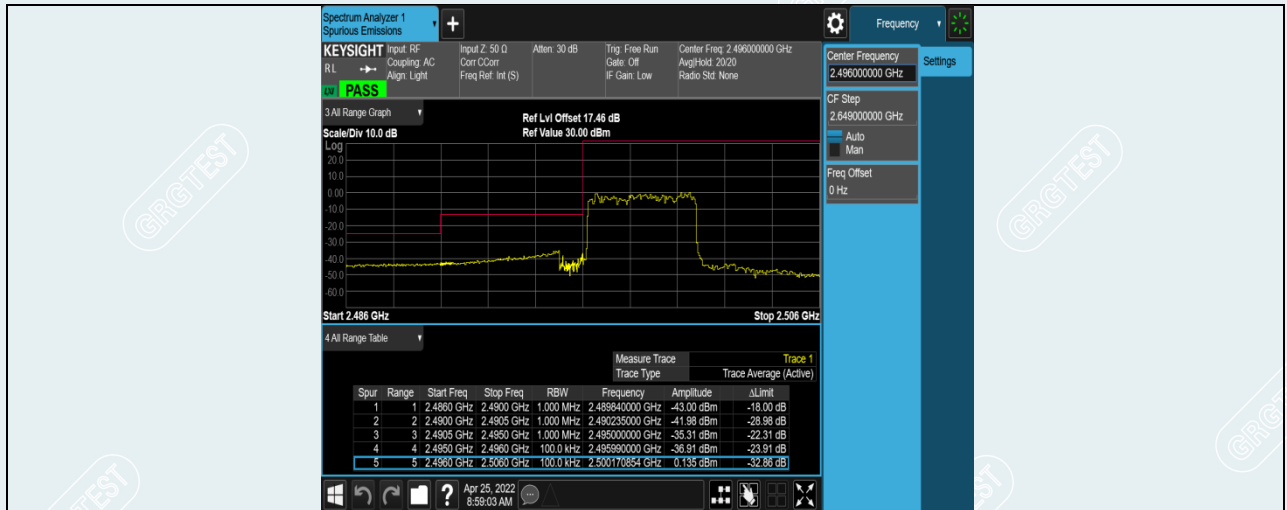 Spectrum Analyzer 1
Spurious Emissions
Frequency
KEYSIGHT Input: RF Input Z: 50 Ω Atten: 30 dB Trig: Free Run Center Freq: 2.496000000 GHz
RL Coupling: AC Corr CCorr Gate: Off Avg|Hold: 20/20
Align: Light Freq Ref: Int (S) IF Gain: Low Radio Std: None
PASS
Center Frequency
2.496000000 GHz
Settings
CF Step
2.649000000 GHz
Auto
Man
Freq Offset
0 Hz
3 All Range Graph
Ref Lvl Offset 17.46 dB
Scale/Div 10.0 dB Ref Value 30.00 dBm
Log
20.0
10.0
0.00
-10.0
-20.0
-30.0
-40.0
-50.0
-60.0
Start 2.486 GHz Stop 2.506 GHz
4 All Range Table
Measure Trace Trace 1
Trace Type Trace Average (Active)
Spur Range Start Freq Stop Freq RBW Frequency Amplitude ΔLimit
1 1 2.4860 GHz 2.4900 GHz 1.000 MHz 2.489840000 GHz -43.00 dBm -18.00 dB
2 2 2.4900 GHz 2.4905 GHz 1.000 MHz 2.490235000 GHz -41.98 dBm -28.98 dB
3 3 2.4905 GHz 2.4950 GHz 1.000 MHz 2.495000000 GHz -35.31 dBm -22.31 dB
4 4 2.4950 GHz 2.4960 GHz 100.0 kHz 2.495990000 GHz -36.91 dBm -23.91 dB
5 5 2.4960 GHz 2.5060 GHz 100.0 kHz 2.500170854 GHz 0.135 dBm -32.86 dB
Apr 25, 2022
8:59:03 AM
GRGTEST
GRGTEST
GRGTEST
GRGTEST